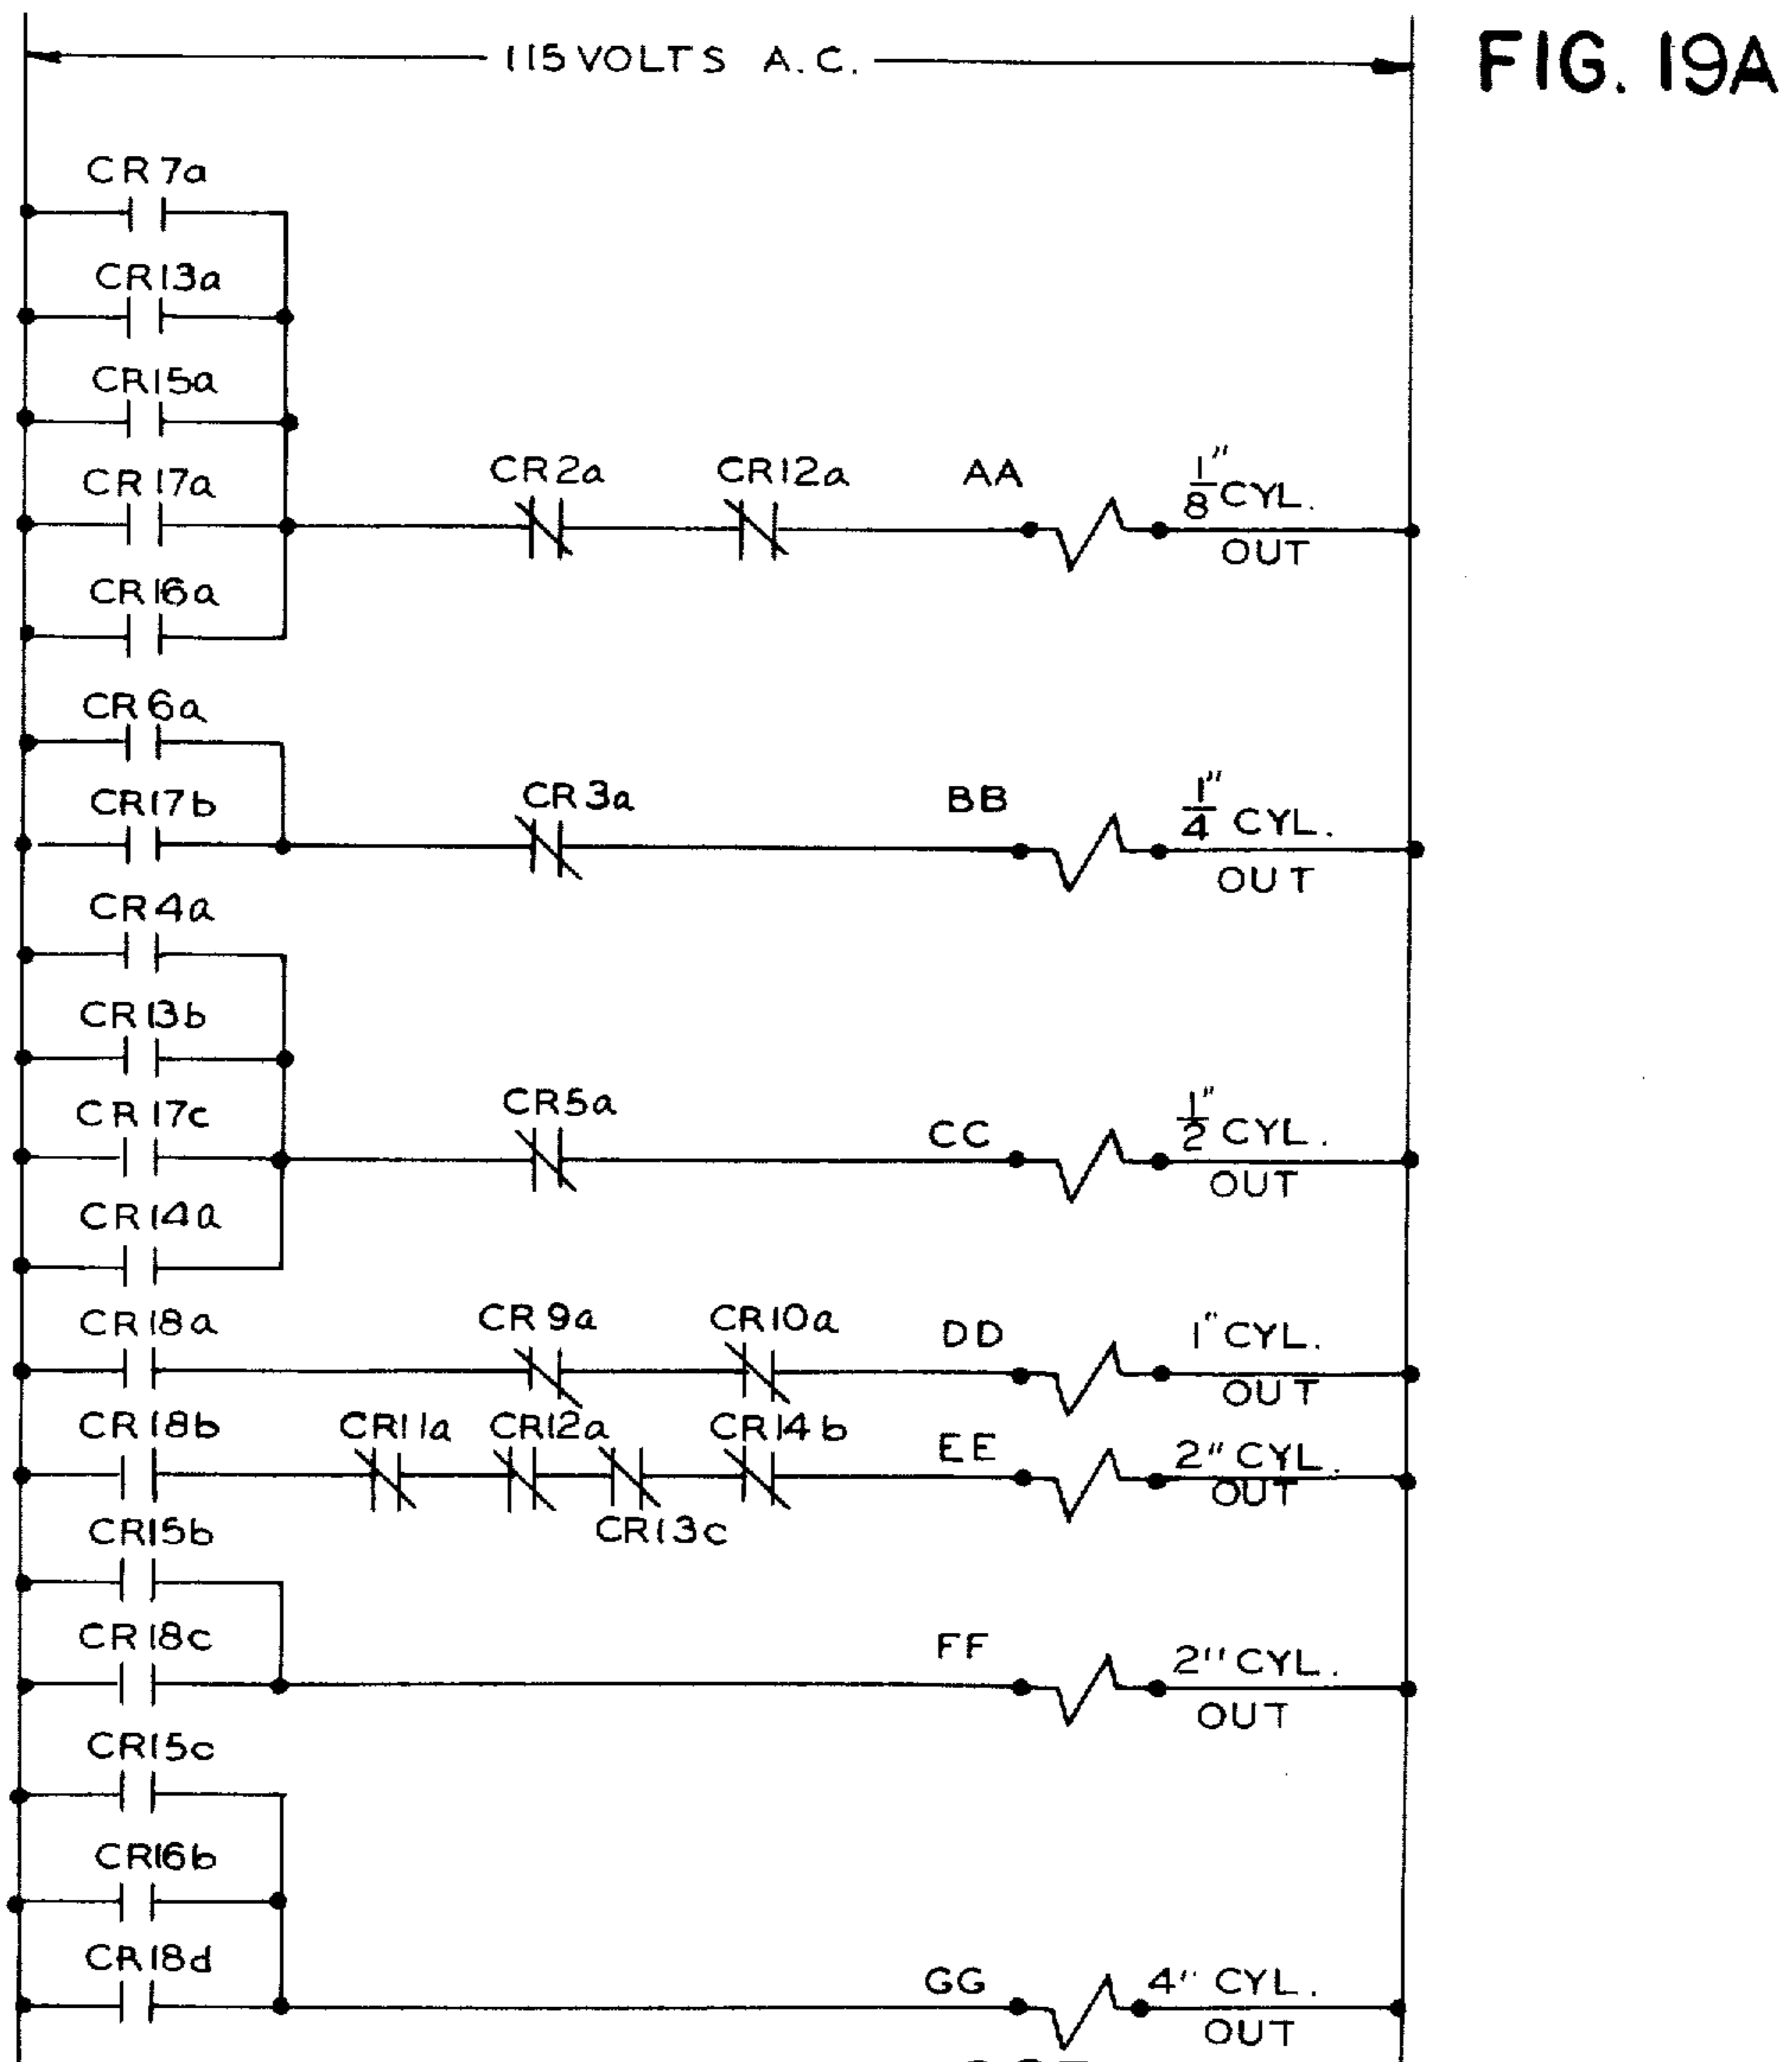 115 VOLTS A.C.
FIG. 19A
CR7a
CR13a
CR15a
CR17a
CR2a
CR12a
AA
1/8" CYL.
OUT
CR16a
CR6a
CR17b
CR3a
BB
1/4" CYL.
OUT
CR4a
CR13b
CR17c
CR5a
CC
1/2" CYL.
OUT
CR14a
CR18a
CR9a
CR10a
DD
1" CYL.
OUT
CR18b
CR11a
CR12a
CR14b
EE
2" CYL.
OUT
CR13c
CR15b
CR18c
FF
2" CYL.
OUT
CR15c
CR16b
CR18d
GG
4" CYL.
OUT